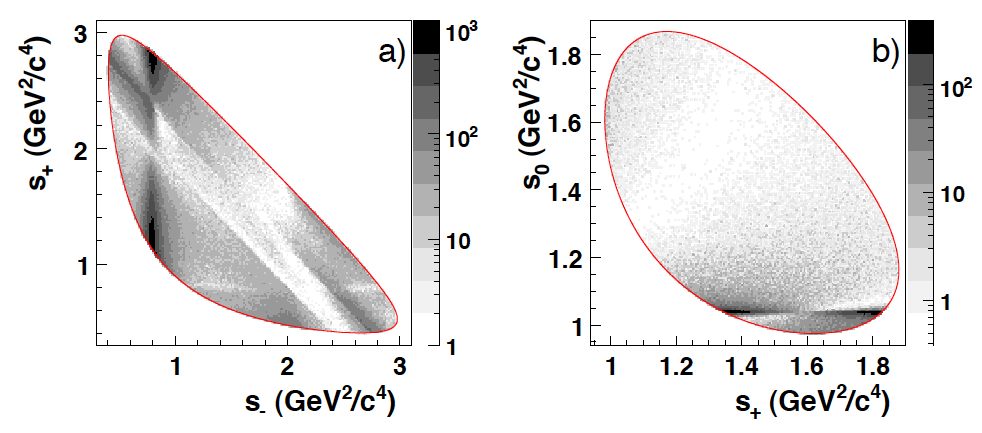 a)
s₊ (GeV²/c⁴)
3
2
1
1 2 3
s₋ (GeV²/c⁴)
10³
10²
10
1
b)
s₀ (GeV²/c⁴)
1.8
1.6
1.4
1.2
1
1 1.2 1.4 1.6 1.8
s₊ (GeV²/c⁴)
10²
10
1